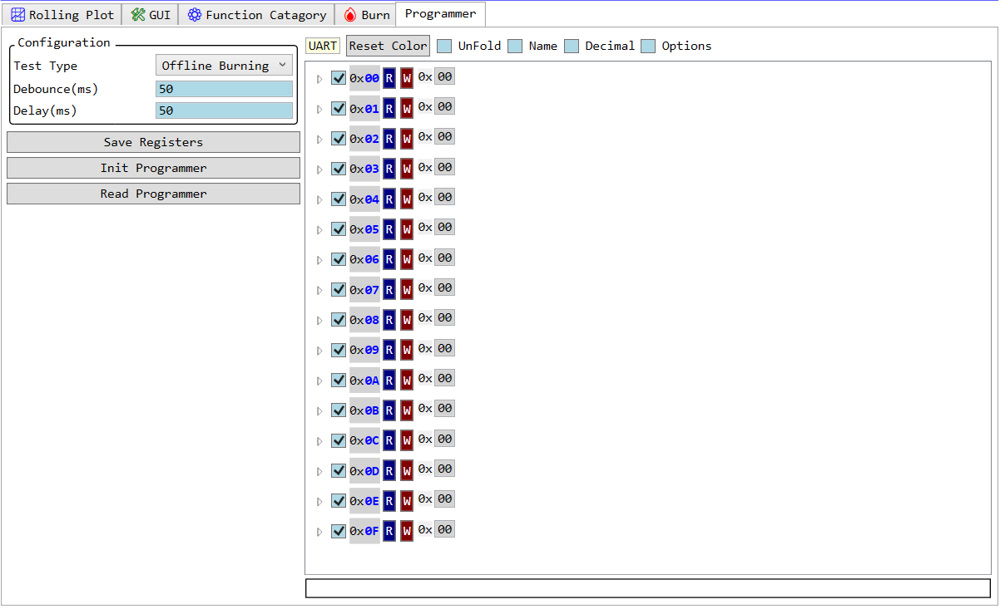 Rolling Plot GUI Function Catagory Burn Programmer
Configuration
Test Type Offline Burning
Debounce(ms) 50
Delay(ms) 50
Save Registers
Init Programmer
Read Programmer
UART Reset Color UnFold Name Decimal Options
0x00 R W 0x 00
0x01 R W 0x 00
0x02 R W 0x 00
0x03 R W 0x 00
0x04 R W 0x 00
0x05 R W 0x 00
0x06 R W 0x 00
0x07 R W 0x 00
0x08 R W 0x 00
0x09 R W 0x 00
0x0A R W 0x 00
0x0B R W 0x 00
0x0C R W 0x 00
0x0D R W 0x 00
0x0E R W 0x 00
0x0F R W 0x 00